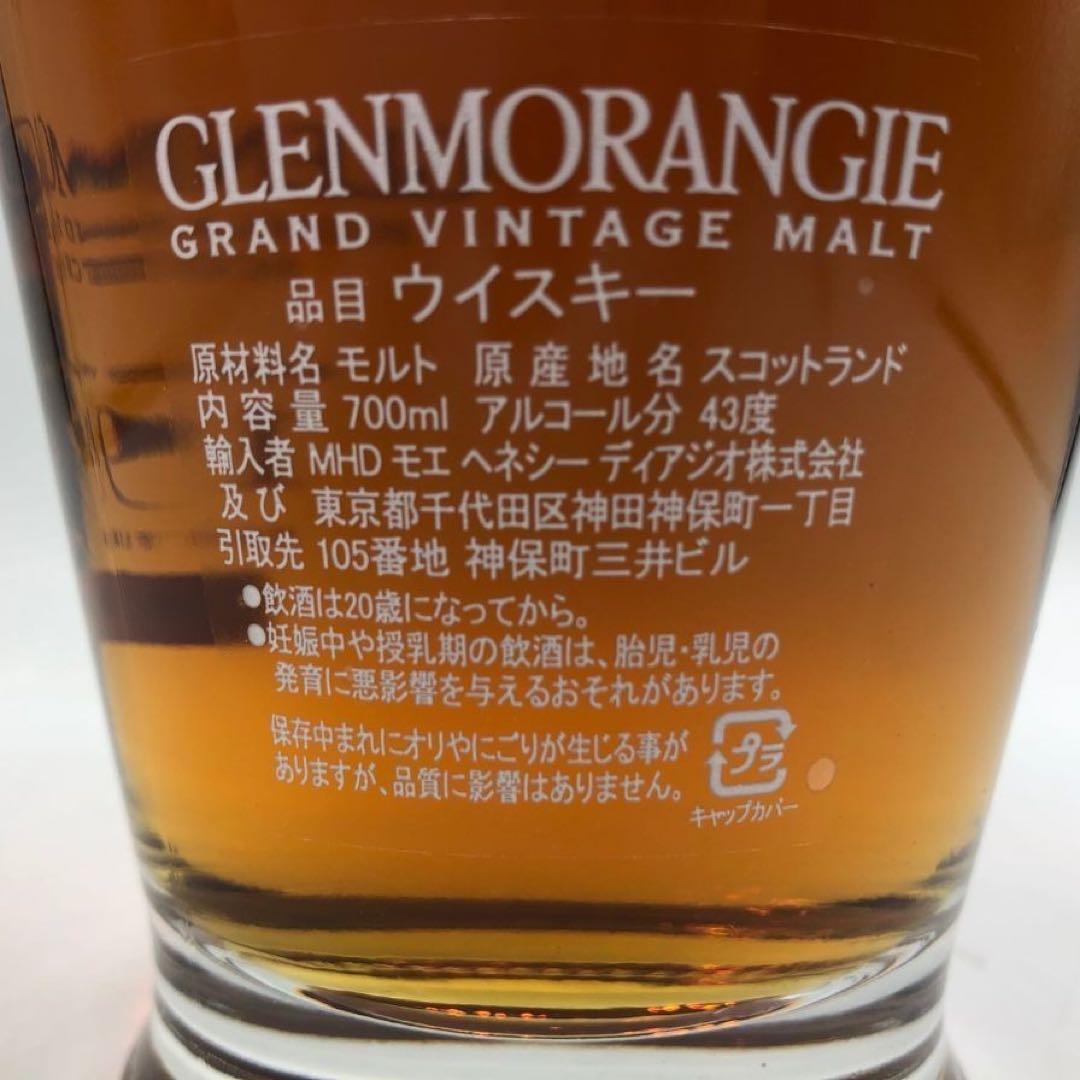 GLENMORANGIE
GRAND VINTAGE MALT
品目 ウイスキー
原材料名 モルト 原産地名 スコットランド
内容量 700ml アルコール分 43度
輸入者 MHD モエ ヘネシー ディアジオ株式会社
及び 東京都千代田区神田神保町一丁目
引取先 105番地 神保町三井ビル
●飲酒は20歳になってから。
●妊娠中や授乳期の飲酒は、胎児・乳児の
発育に悪影響を与えるおそれがあります。
保存中まれにオリやにごりが生じる事が
ありますが、品質に影響はありません。
プラ
キャップカバー